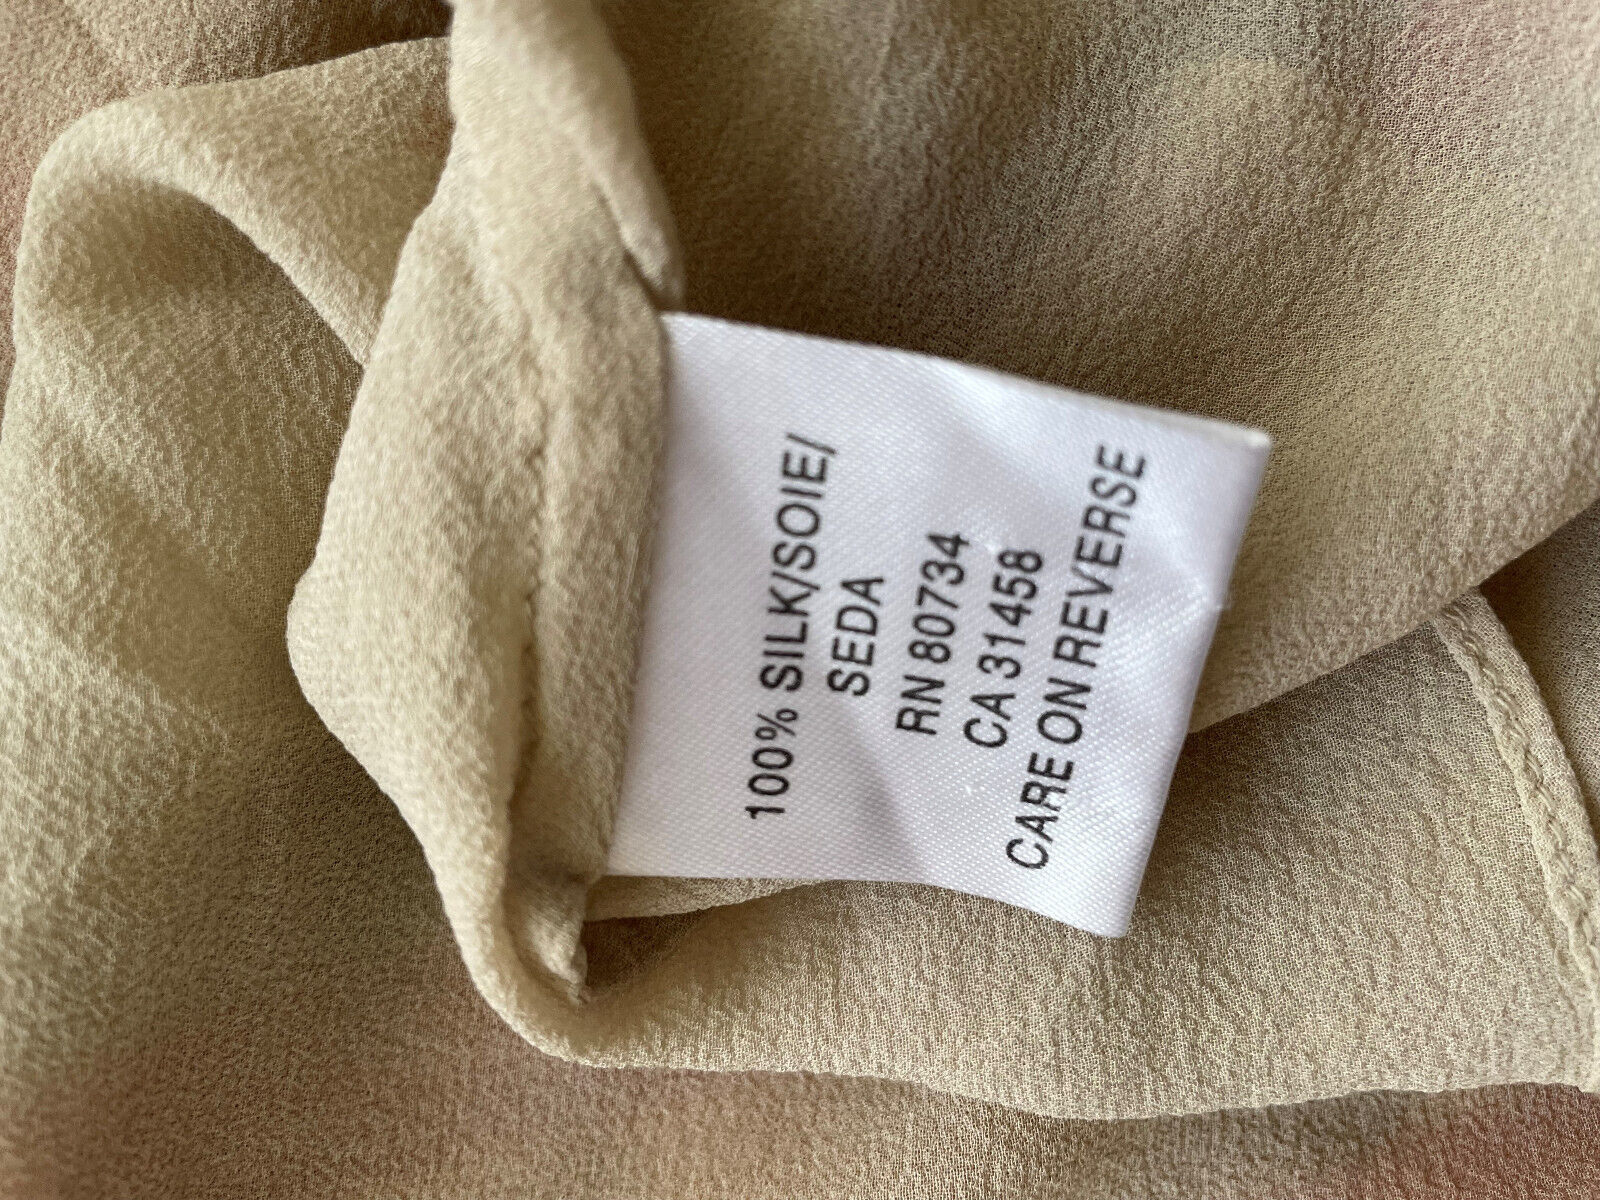 100% SILK/SOIE/
SEDA
RN 80734
CA 31458
CARE ON REVERSE